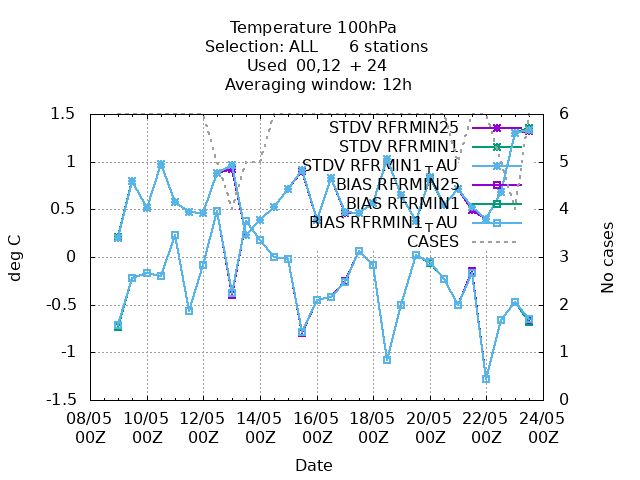 Temperature 100hPa
Selection: ALL 6 stations
Used 00,12 + 24
Averaging window: 12h
1.5
1
0.5
0
-0.5
-1
-1.5
deg C
6
5
4
3
2
1
0
No cases
STDV RFRMIN25
STDV RFRMIN1
STDV RFRMIN1_AU
BIAS RFRMIN25
BIAS RFRMIN1
BIAS RFRMIN1_AU
CASES
08/05 10/05 12/05 14/05 16/05 18/05 20/05 22/05 24/05
00Z 00Z 00Z 00Z 00Z 00Z 00Z 00Z 00Z
Date